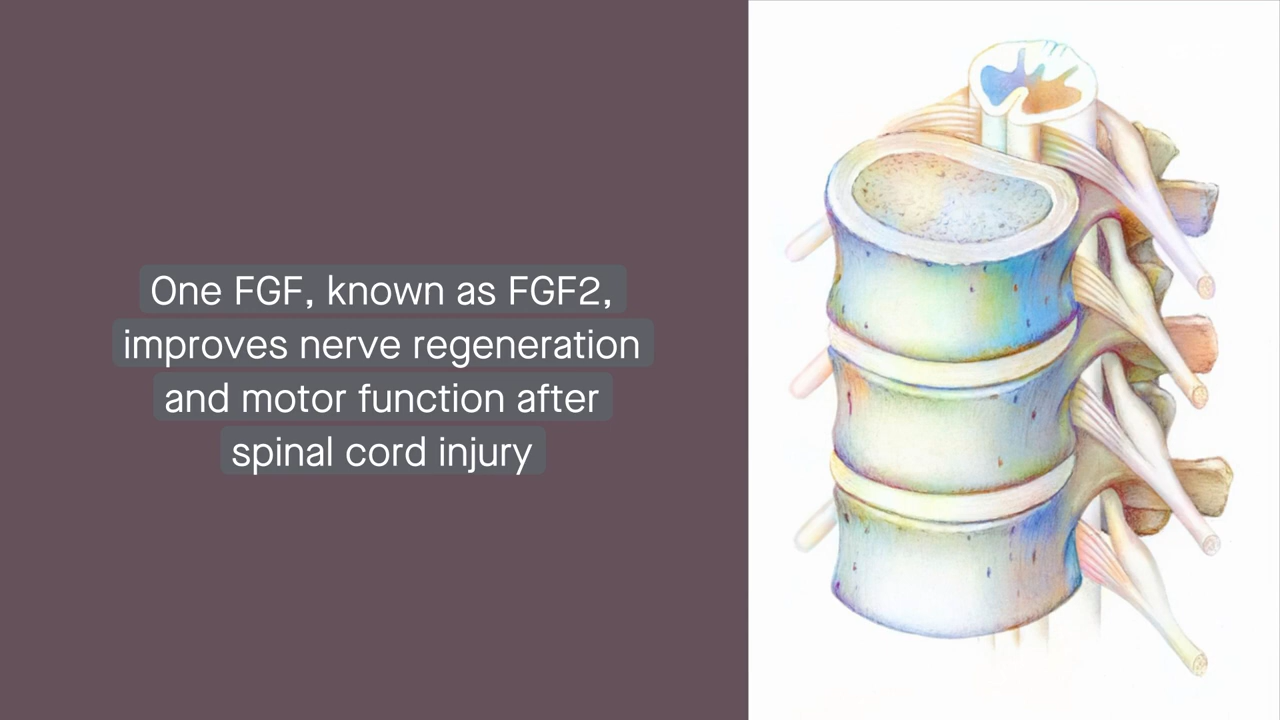 One FGF, known as FGF2,
improves nerve regeneration
and motor function after
spinal cord injury